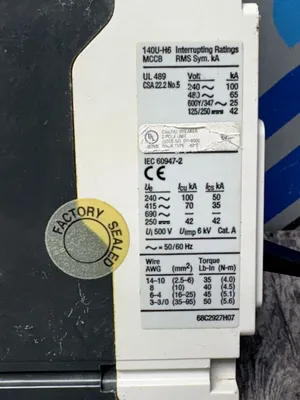 140U-H6 Interrupting Ratings
MCCB RMS Sym. kA
UL 489 Volt kA
CSA 22.2 No.5 240 ~ 100
480 ~ 65
600Y/347 ~ 25
125/250 ⎓ 42
IEC 60947-2
CE
Ue Icu kA Ics kA
240 ~ 100 50
415 ~ 70 35
690 ~
250 ⎓ 42 42
Ui 500 V Uimp 6 kV Cat. A
~ = 50/60 Hz
Wire Torque
AWG (mm²) Lb-In (N-m)
14-10 (2.5-6) 35 (4.0)
8 (10) 40 (4.5)
6-4 (16-25) 45 (5.1)
3-3/0 (35-95) 50 (5.6)
68C2927H07
FACTORY SEALED